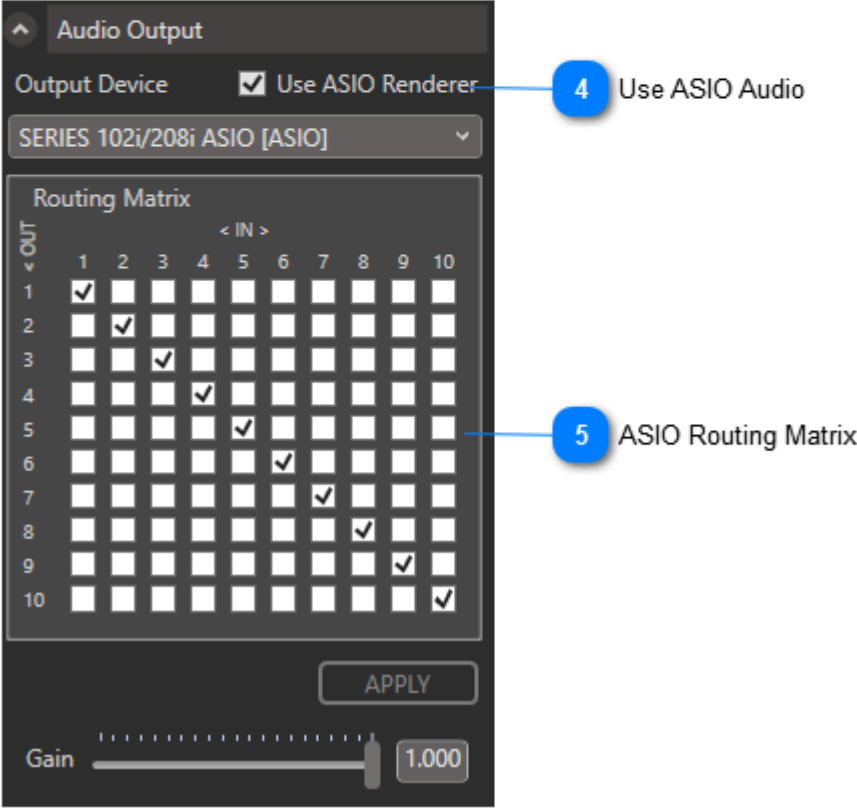 Audio Output
Output Device Use ASIO Renderer
4 Use ASIO Audio
SERIES 102i/208i ASIO [ASIO]
Routing Matrix
< OUT
< IN >
1 2 3 4 5 6 7 8 9 10
1
2
3
4
5
5 ASIO Routing Matrix
6
7
8
9
10
APPLY
Gain 1.000